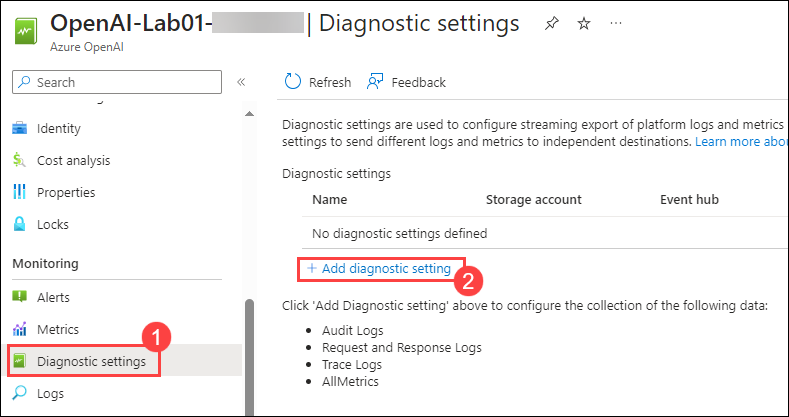 OpenAI-Lab01- | Diagnostic settings ...
Azure OpenAI
Search
«
Identity
Cost analysis
Properties
Locks
Monitoring
Alerts
Metrics
1
Diagnostic settings
Logs
Refresh
Feedback
Diagnostic settings are used to configure streaming export of platform logs and metrics
settings to send different logs and metrics to independent destinations. Learn more abou
Diagnostic settings
Name Storage account Event hub
No diagnostic settings defined
+ Add diagnostic setting
2
Click 'Add Diagnostic setting' above to configure the collection of the following data:
• Audit Logs
• Request and Response Logs
• Trace Logs
• AllMetrics